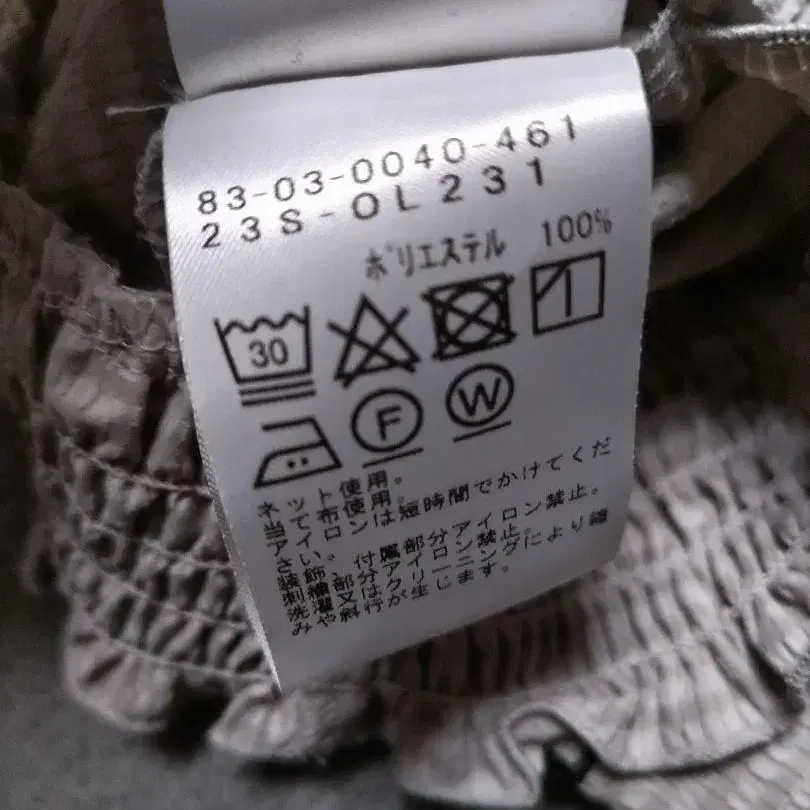 83-03-0040-461
23S-OL231
ポリエステル 100%
30
F W
ネット使用。
当て布使用。
アイロンは短時間でかけてくだ
さい。付属部分アイロン禁止。
装飾、部分アイロン禁止。
刺繍又はクリーニングにより縮
洗濯や斜行が生じます。
み